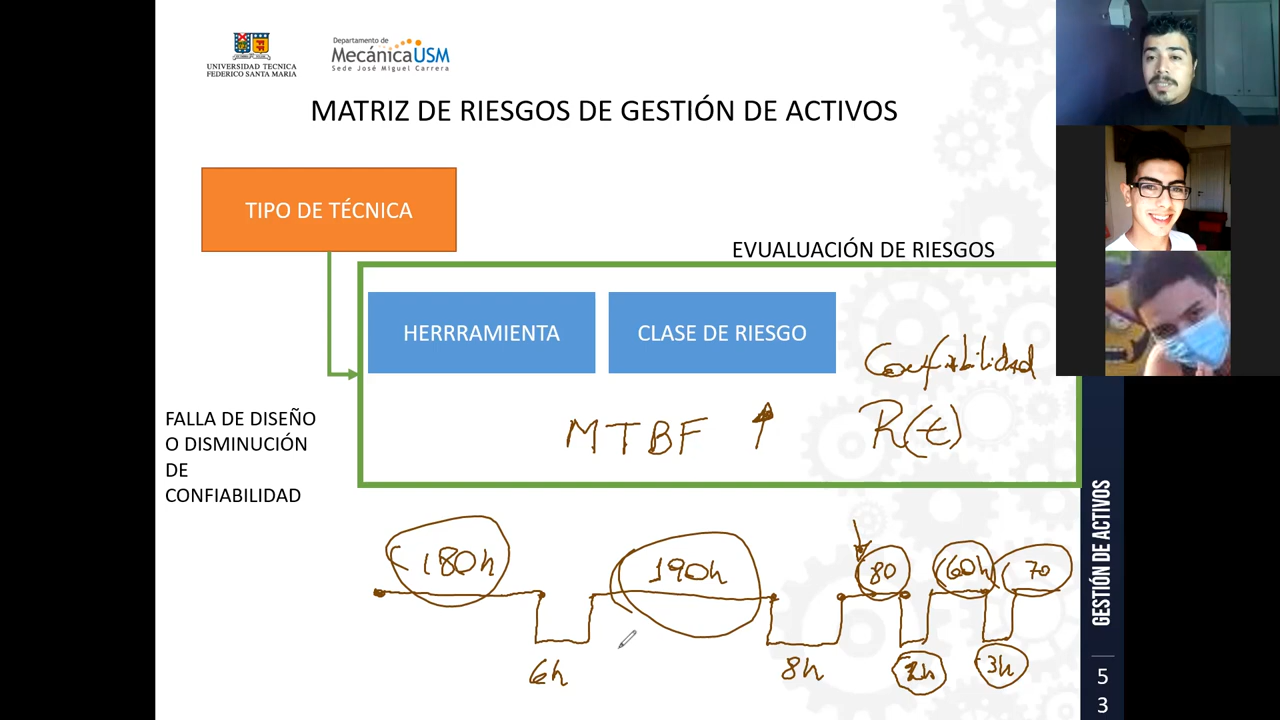 UNIVERSIDAD TECNICA
FEDERICO SANTA MARIA
Departamento de
MecánicaUSM
Sede José Miguel Carrera
MATRIZ DE RIESGOS DE GESTIÓN DE ACTIVOS
TIPO DE TÉCNICA
EVUALUACIÓN DE RIESGOS
HERRRAMIENTA
CLASE DE RIESGO
Confiabilidad
MTBF
R(t)
FALLA DE DISEÑO
O DISMINUCIÓN
DE
CONFIABILIDAD
180h
190h
80
60h
70
6h
8h
2h
3h
GESTIÓN DE ACTIVOS
5
3